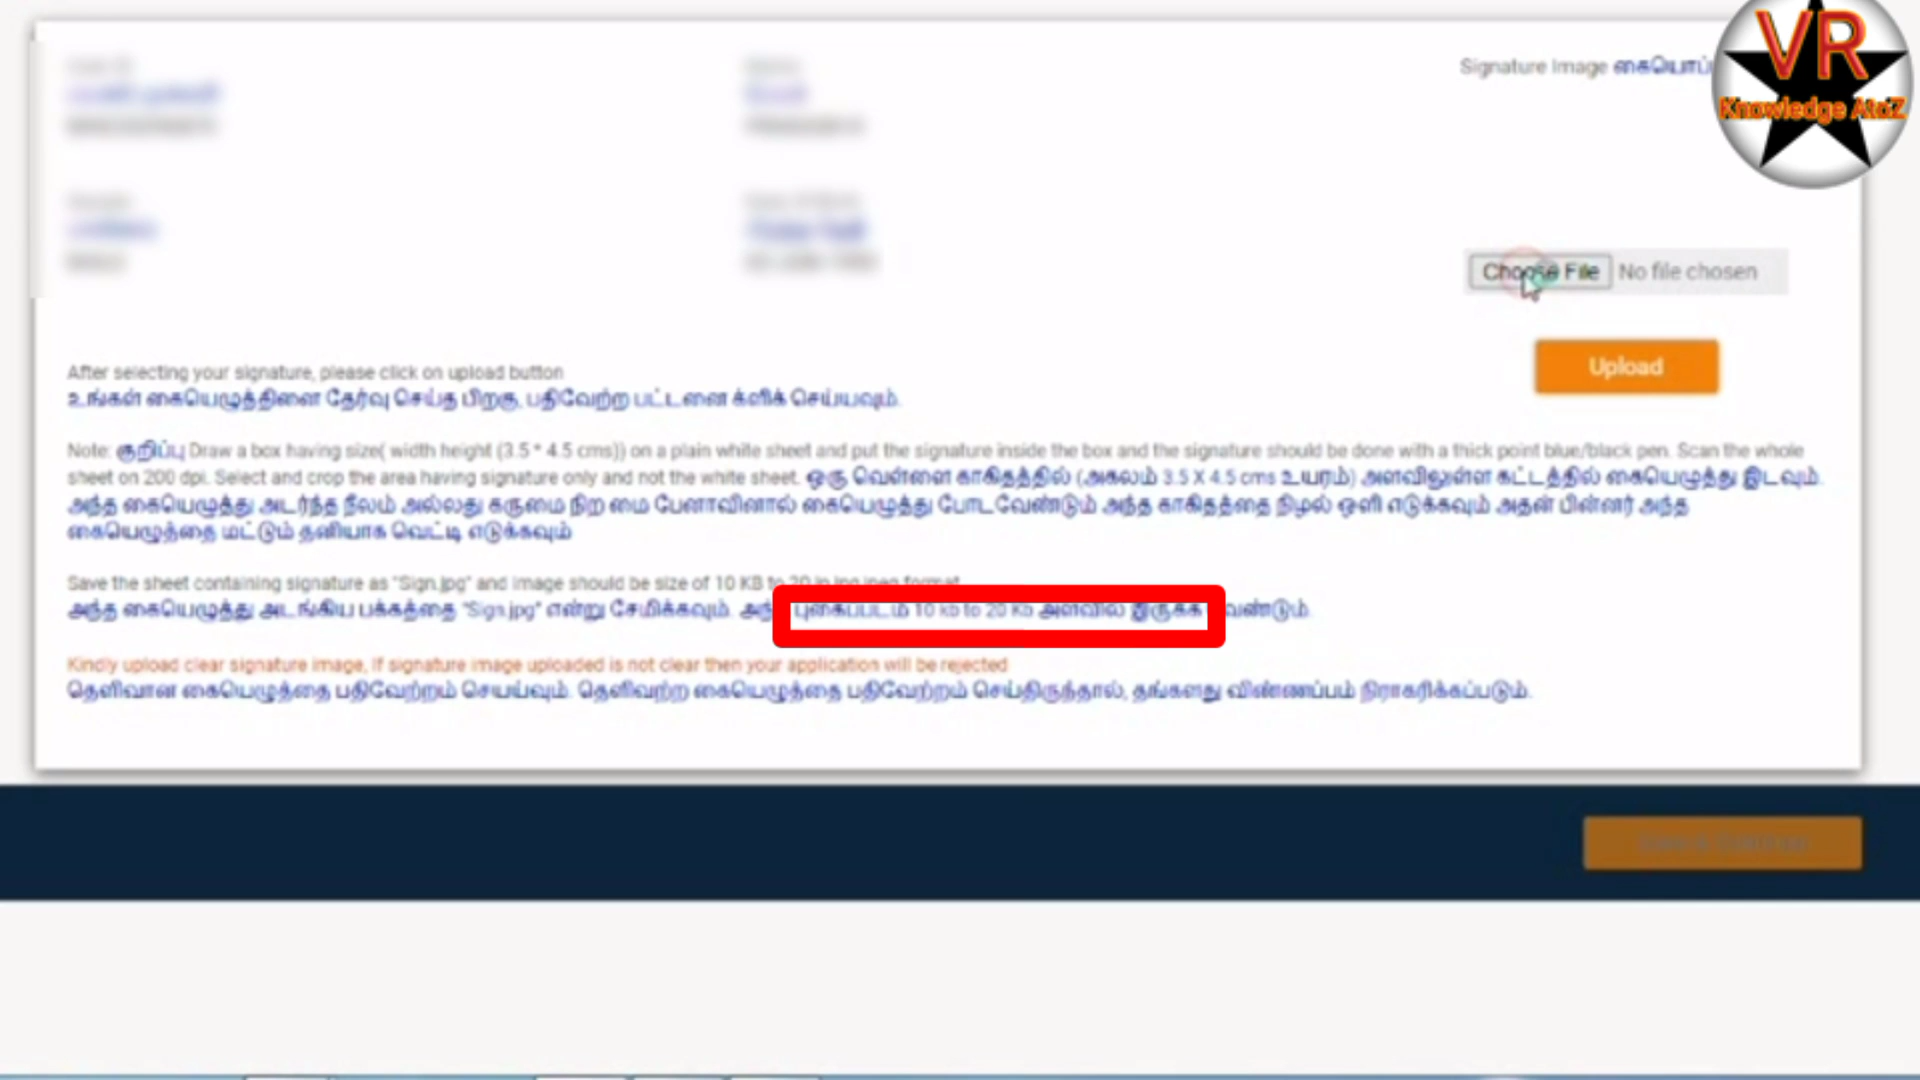 Signature Image கையொப்
VR
Knowledge AtoZ
Choose File No file chosen
Upload
After selecting your signature, please click on upload button
உங்கள் கையெழுத்தினை தேர்வு செய்த பிறகு, பதிவேற்ற பட்டனை க்ளிக் செய்யவும்.
Note: குறிப்பு Draw a box having size( width height (3.5 * 4.5 cms)) on a plain white sheet and put the signature inside the box and the signature should be done with a thick point blue/black pen. Scan the whole
sheet on 200 dpi. Select and crop the area having signature only and not the white sheet. ஒரு வெள்ளை காகிதத்தில் (அகலம் 3.5 X 4.5 cms உயரம்) அளவிலுள்ள கட்டத்தில் கையெழுத்து இடவும்.
அந்த கையெழுத்து அடர்ந்த நீலம் அல்லது கருமை நிற மை பேனாவினால் கையெழுத்து போடவேண்டும் அந்த காகிதத்தை நிழல் ஒளி எடுக்கவும் அதன் பின்னர் அந்த
கையெழுத்தை மட்டும் தனியாக வெட்டி எடுக்கவும்
Save the sheet containing signature as "Sign.jpg" and image should be size of 10 KB to 20 in jpg,jpeg format
அந்த கையெழுத்து அடங்கிய பக்கத்தை "Sign.jpg" என்று சேமிக்கவும். அந் புகைப்படம் 10 kb to 20 Kb அளவில் இருக்க வேண்டும்.
Kindly upload clear signature image, If signature image uploaded is not clear then your application will be rejected
தெளிவான கையெழுத்தை பதிவேற்றம் செயய்வும். தெளிவற்ற கையெழுத்தை பதிவேற்றம் செய்திருந்தால், தங்களது விண்ணப்பம் நிராகரிக்கப்படும்.